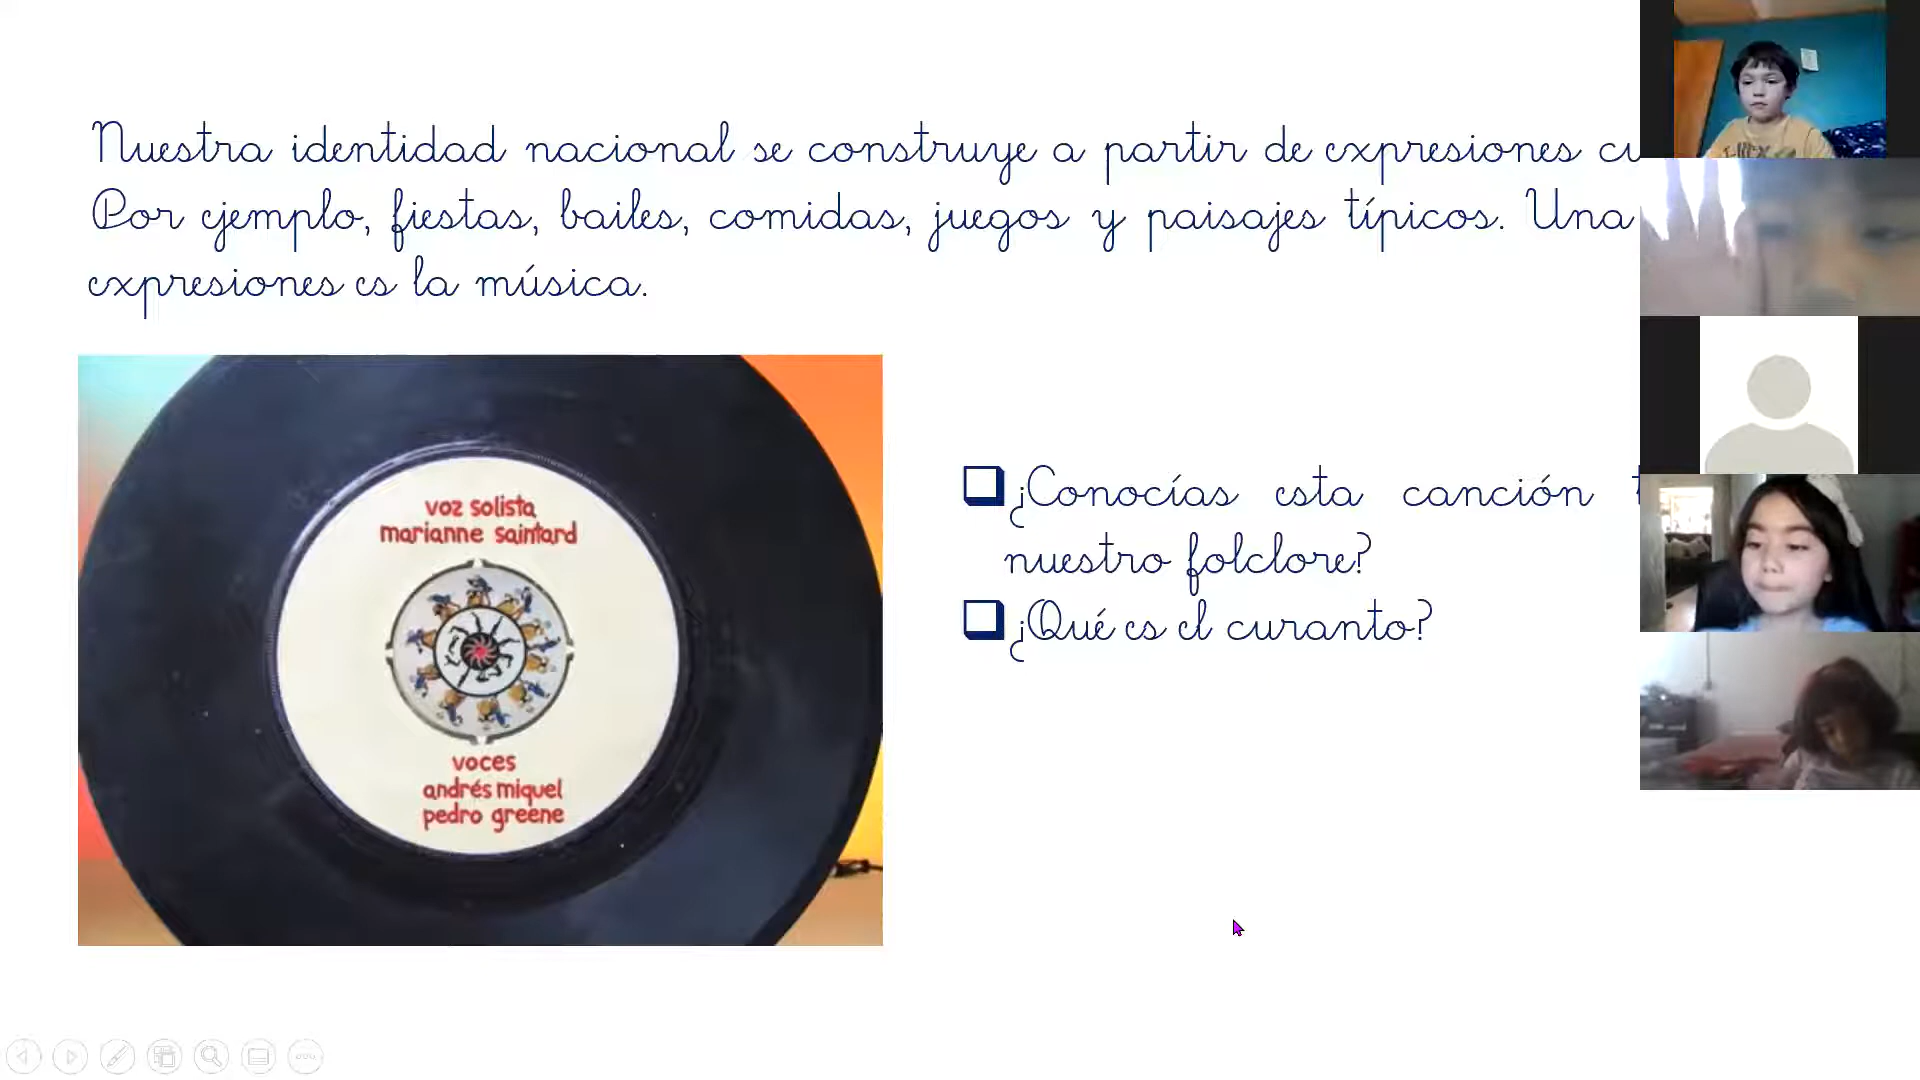 Nuestra identidad nacional se construye a partir de expresiones cu
Por ejemplo, fiestas, bailes, comidas, juegos y paisajes típicos. Una
expresiones es la música.
voz solista
marianne saintard
voces
andrés miquel
pedro greene
¿Conocías esta canción
nuestro folclore?
¿Qué es el curanto?